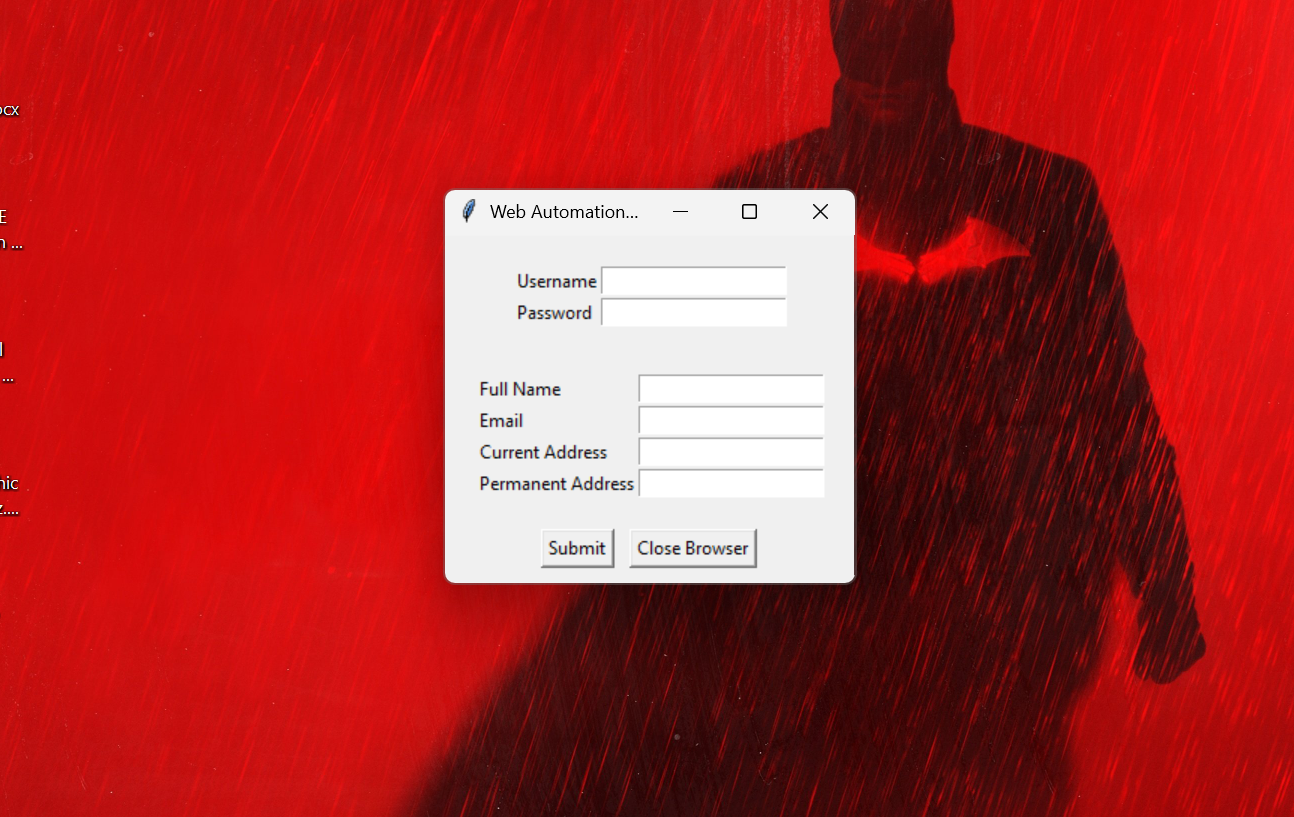 ocx
Web Automation...
E
n ...
Username
Password
...
Full Name
Email
Current Address
Permanent Address
nic
z....
Submit Close Browser